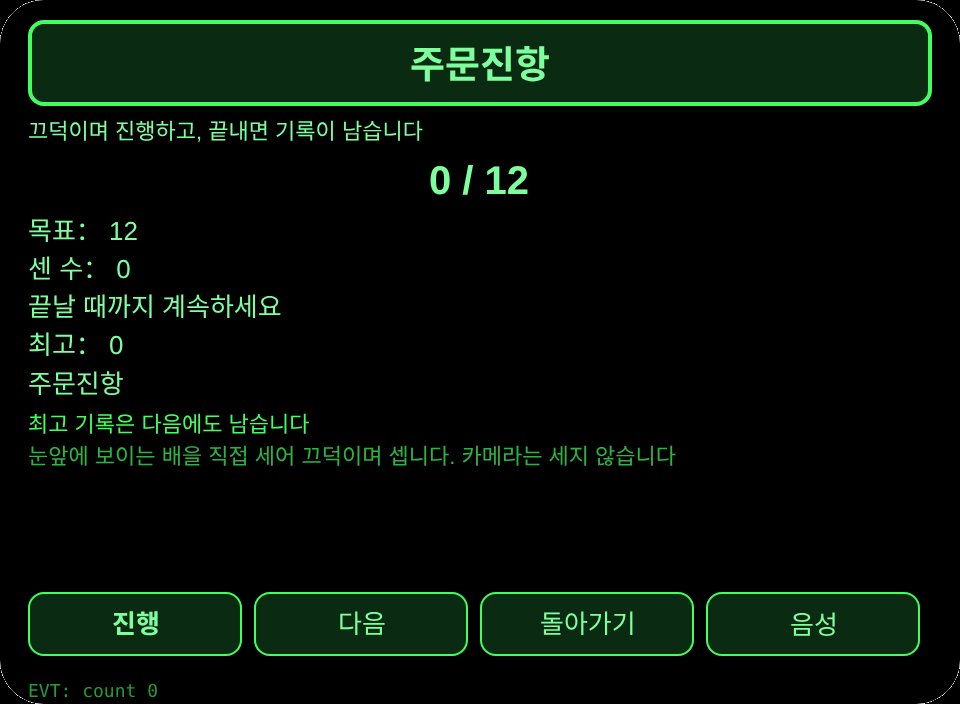 주문진항
끄덕이며 진행하고, 끝내면 기록이 남습니다
0 / 12
목표: 12
센 수: 0
끝날 때까지 계속하세요
최고: 0
주문진항
최고 기록은 다음에도 남습니다
눈앞에 보이는 배을 직접 세어 끄덕이며 셉니다. 카메라는 세지 않습니다
진행
다음
돌아가기
음성
EVT: count 0